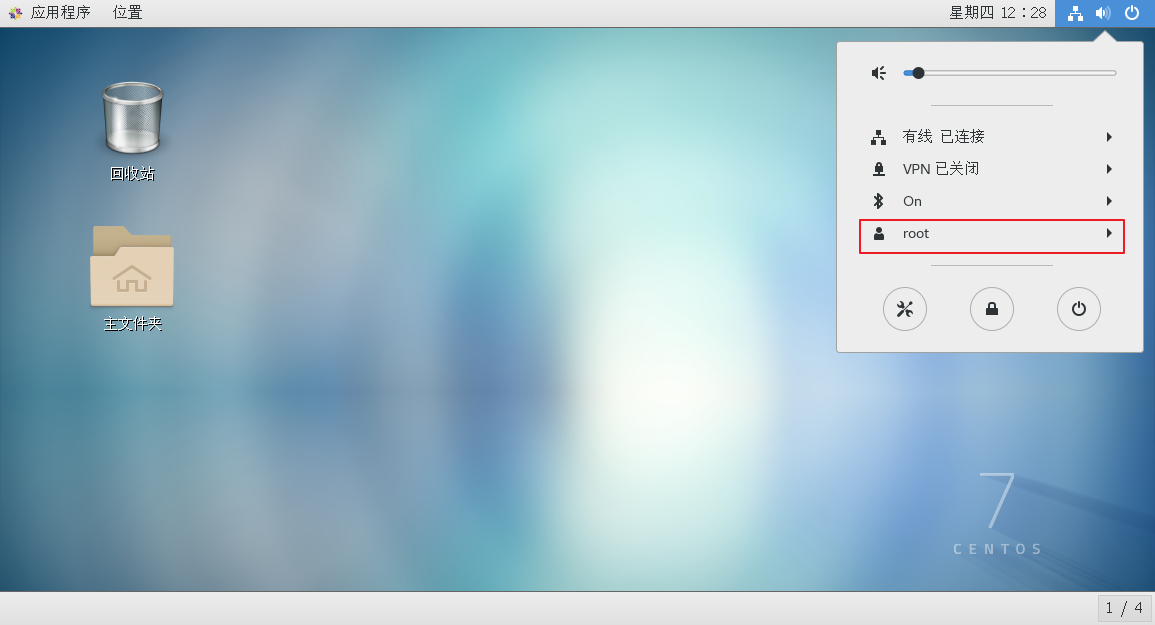 应用程序 位置 星期四 12：28
回收站
主文件夹
有线 已连接
VPN 已关闭
On
root
7
CENTOS
1 / 4